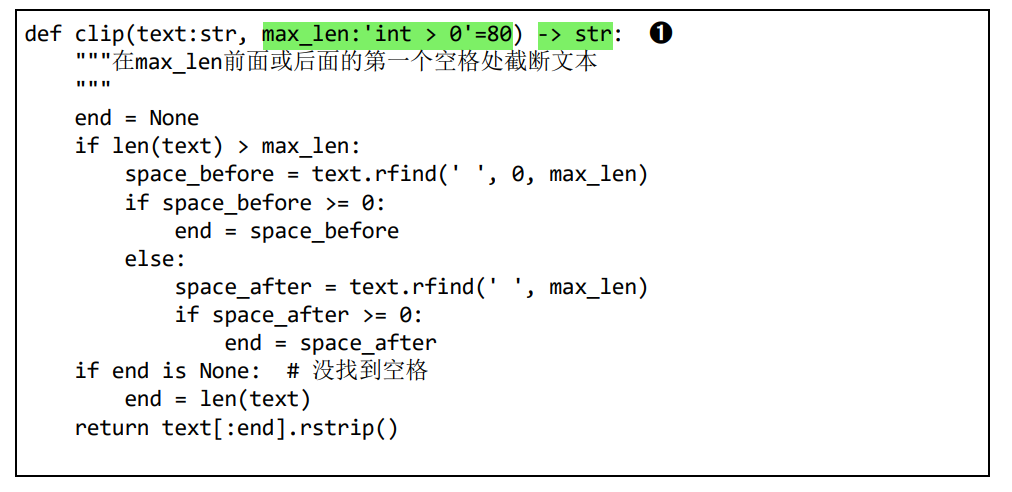 def clip(text:str, max_len:'int > 0'=80) -> str: ❶
    """在max_len前面或后面的第一个空格处截断文本
    """
    end = None
    if len(text) > max_len:
        space_before = text.rfind(' ', 0, max_len)
        if space_before >= 0:
            end = space_before
        else:
            space_after = text.rfind(' ', max_len)
            if space_after >= 0:
                end = space_after
    if end is None:  # 没找到空格
        end = len(text)
    return text[:end].rstrip()